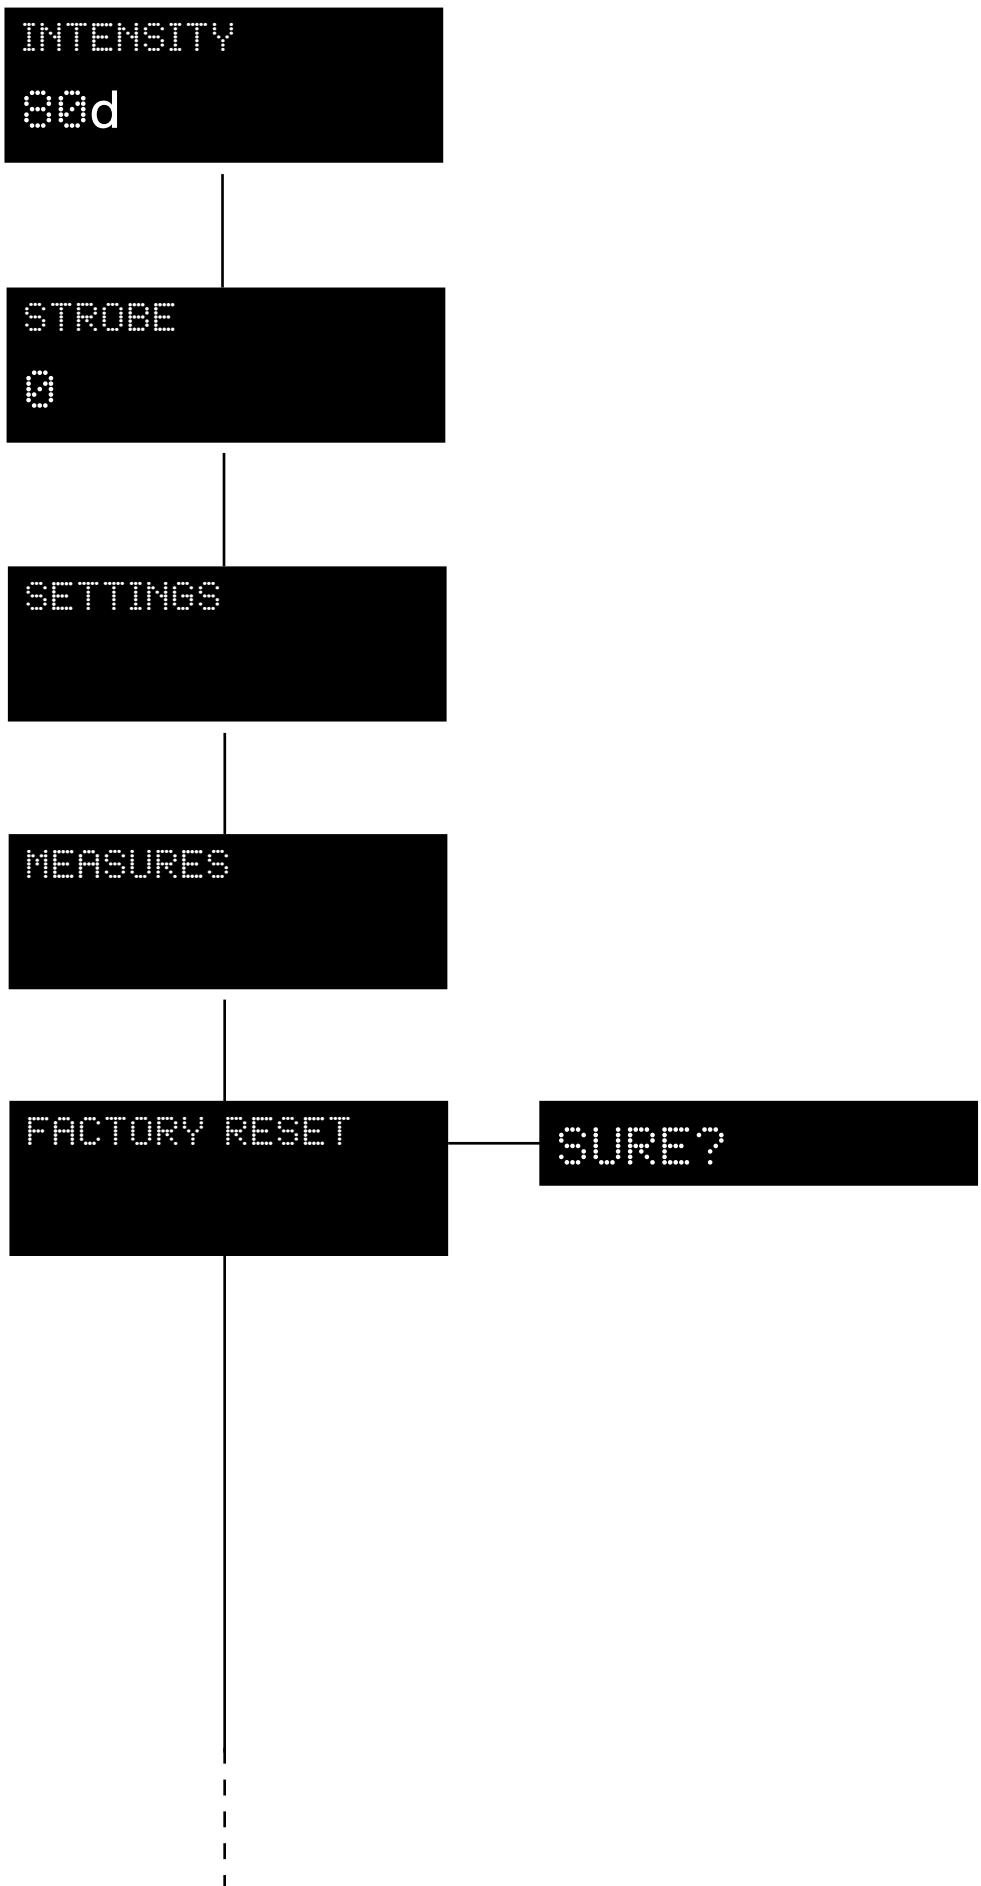 INTENSITY
80d
STROBE
0
SETTINGS
MEASURES
FACTORY RESET
SURE?